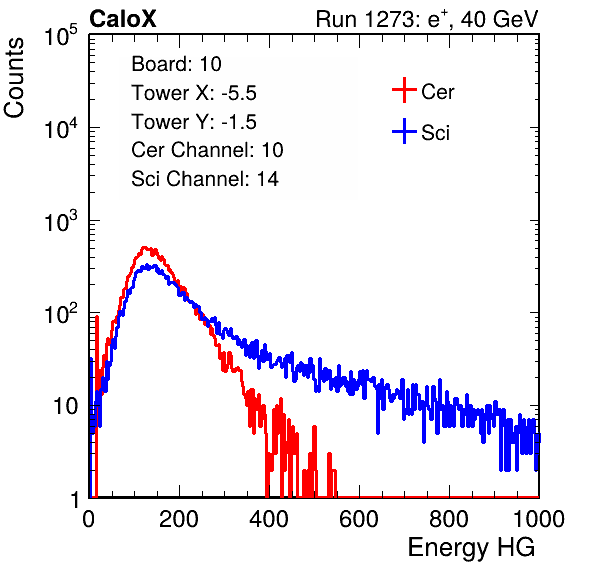 CaloX
Run 1273: e⁺, 40 GeV
Counts
10⁵
10⁴
10³
10²
10
1
Board: 10
Tower X: -5.5
Tower Y: -1.5
Cer Channel: 10
Sci Channel: 14
Cer
Sci
0 200 400 600 800 1000
Energy HG